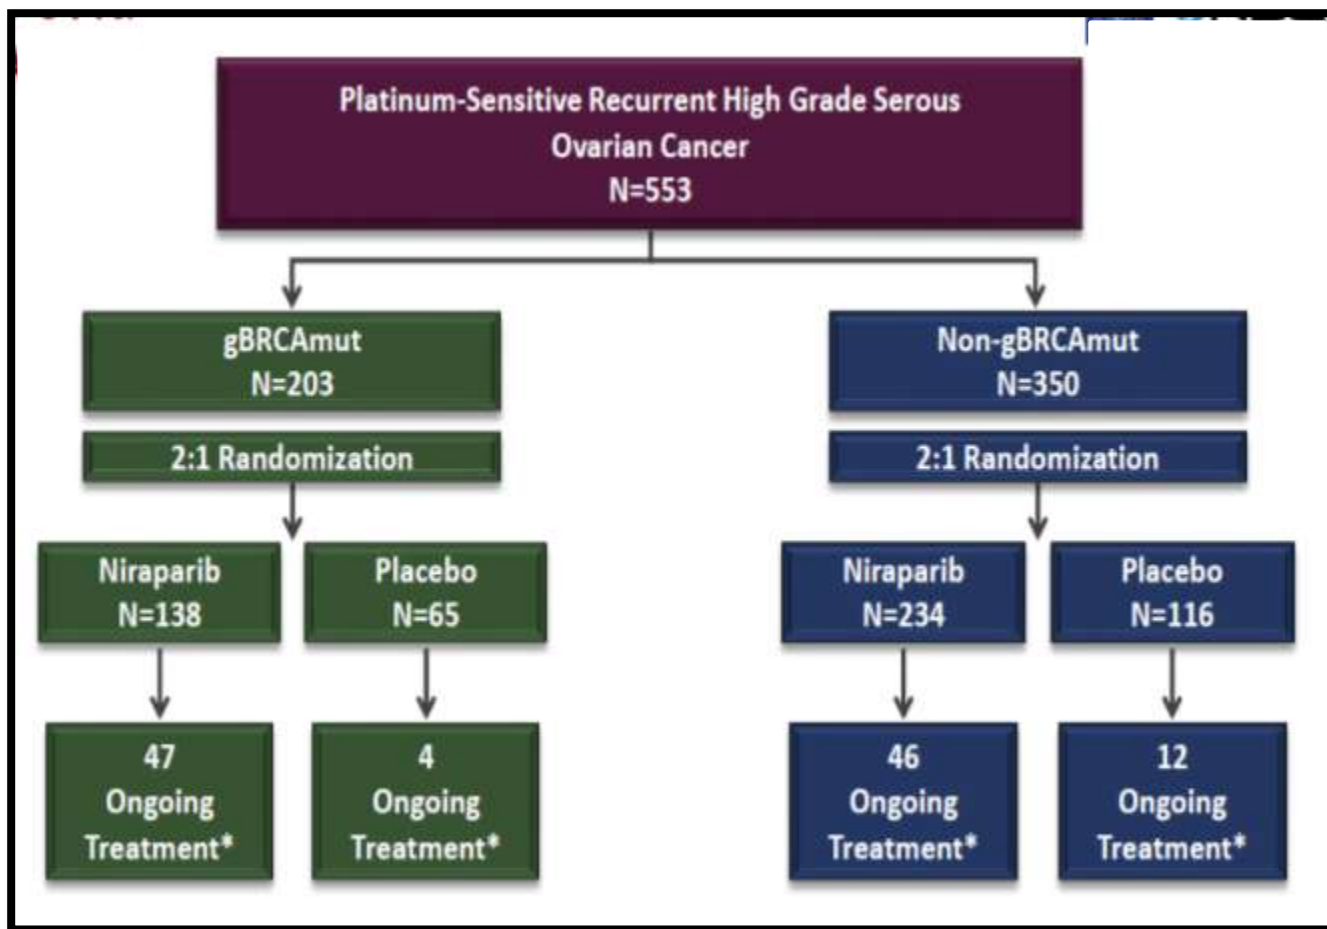 Platinum-Sensitive Recurrent High Grade Serous
Ovarian Cancer
N=553
gBRCAmut
N=203
Non-gBRCAmut
N=350
2:1 Randomization
2:1 Randomization
Niraparib
N=138
Placebo
N=65
Niraparib
N=234
Placebo
N=116
47
Ongoing
Treatment*
4
Ongoing
Treatment*
46
Ongoing
Treatment*
12
Ongoing
Treatment*